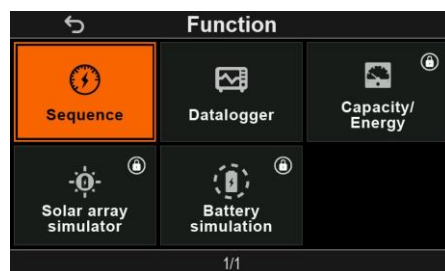 Function
Sequence
Datalogger
Capacity/
Energy
Solar array
simulator
Battery
simulation
1/1